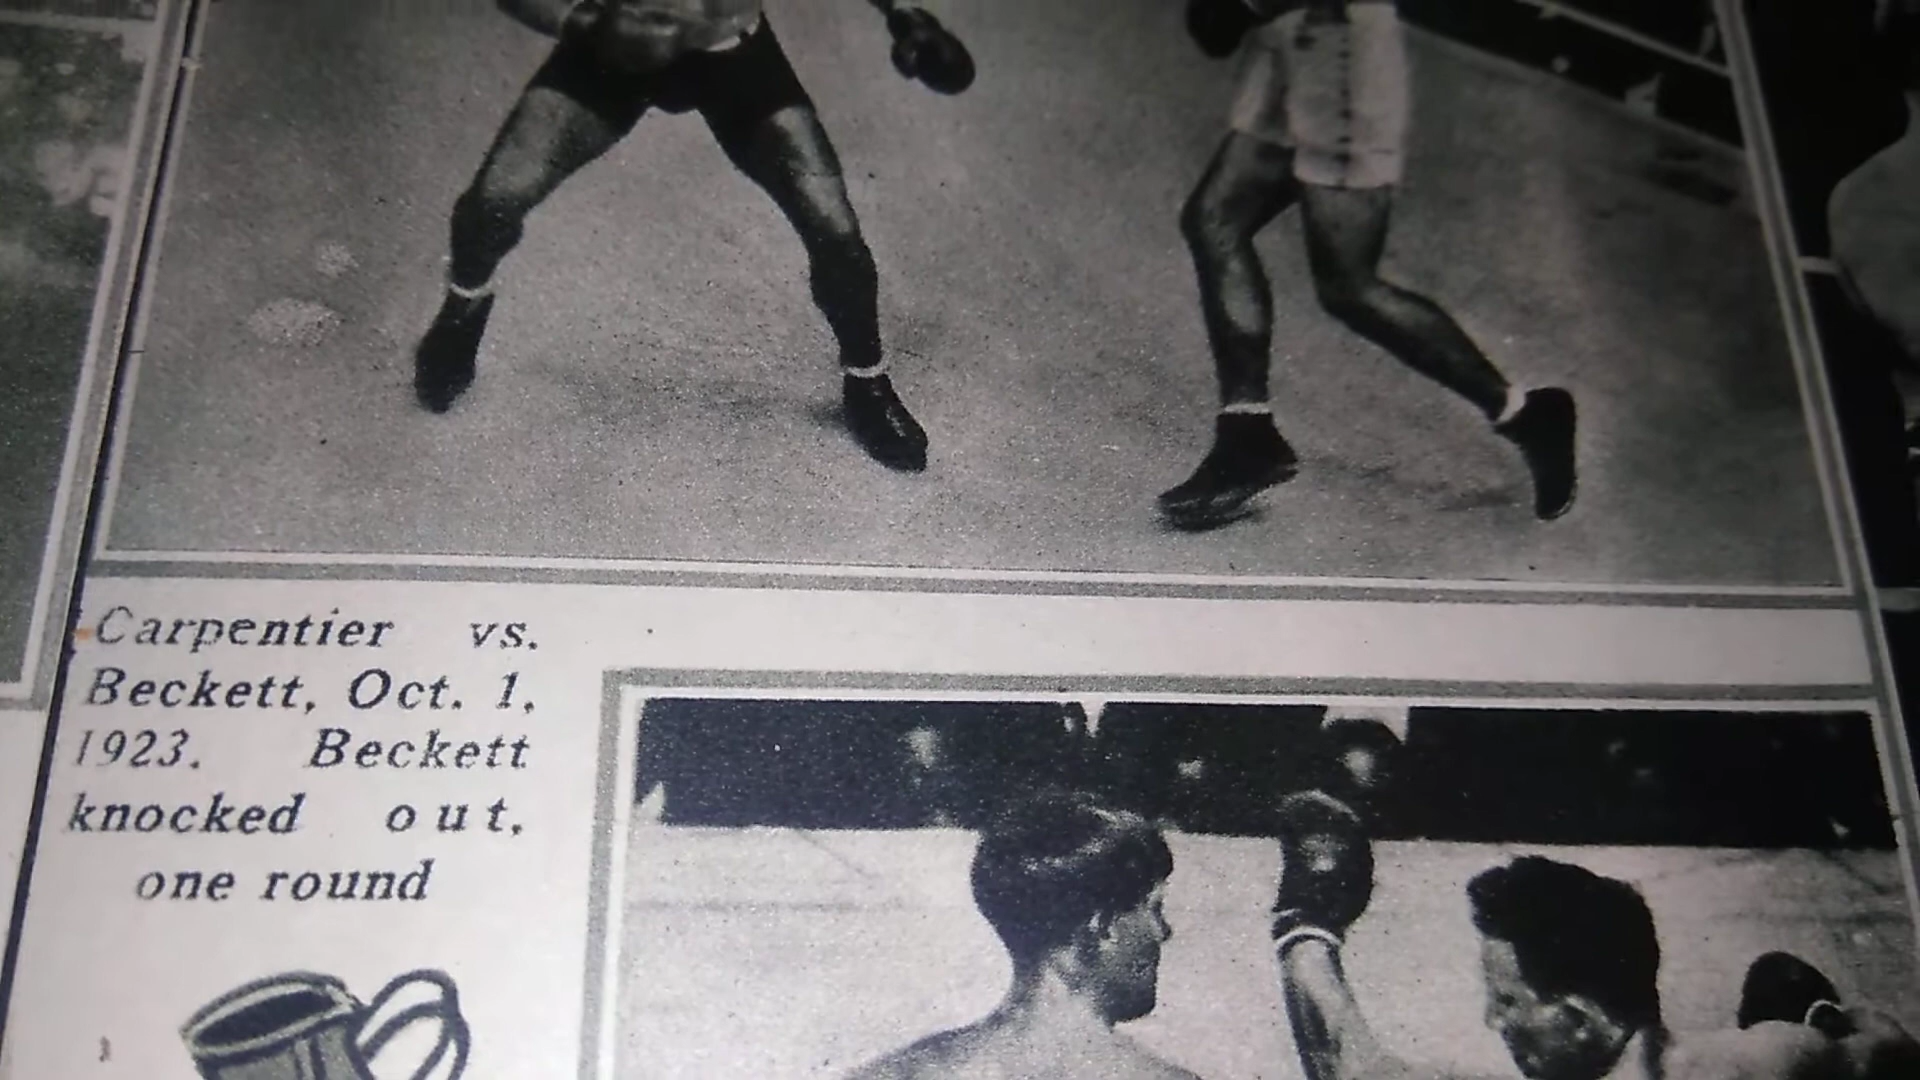 Carpentier vs.
Beckett, Oct. 1,
1923. Beckett
knocked out,
one round